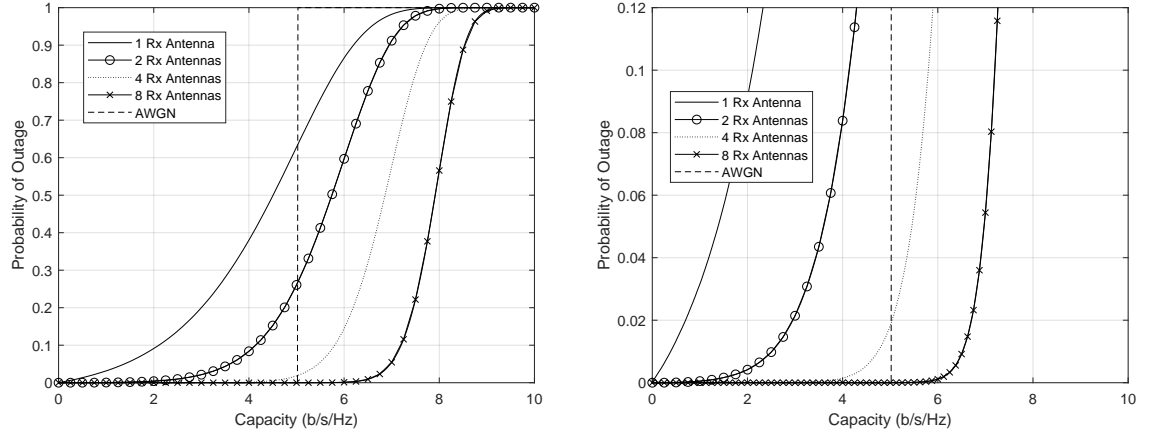 1
0.9
0.8
0.7
0.6
0.5
0.4
0.3
0.2
0.1
0
0 2 4 6 8 10
Probability of Outage
Capacity (b/s/Hz)
1 Rx Antenna
2 Rx Antennas
4 Rx Antennas
8 Rx Antennas
AWGN
0.12
0.1
0.08
0.06
0.04
0.02
0
0 2 4 6 8 10
Probability of Outage
Capacity (b/s/Hz)
1 Rx Antenna
2 Rx Antennas
4 Rx Antennas
8 Rx Antennas
AWGN